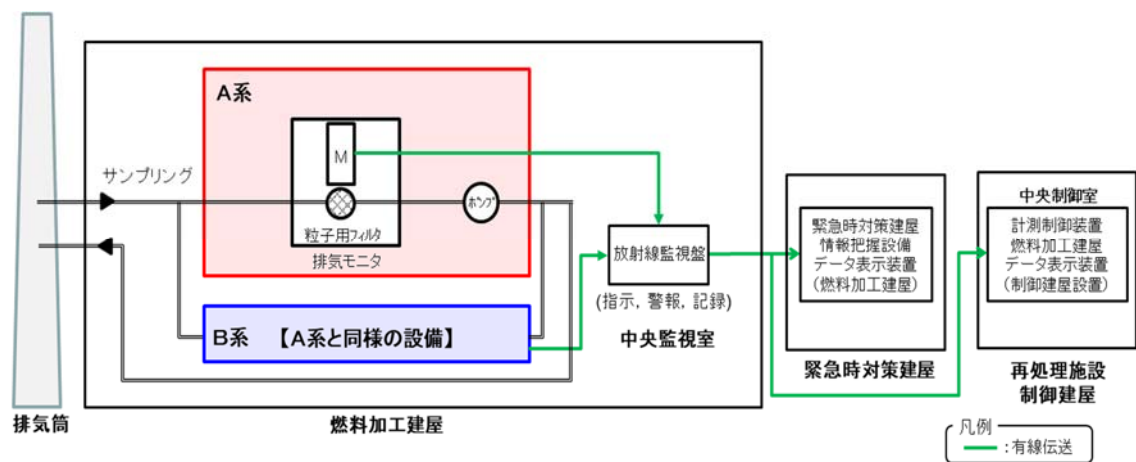 A系
M
サンプリング
ポンプ
粒子用フィルタ
排気モニタ
B系 【A系と同様の設備】
放射線監視盤
(指示, 警報, 記録)
中央監視室
緊急時対策建屋
情報把握設備
データ表示装置
(燃料加工建屋)
緊急時対策建屋
中央制御室
計測制御装置
燃料加工建屋
データ表示装置
(制御建屋設置)
再処理施設
制御建屋
排気筒
燃料加工建屋
凡例
:有線伝送